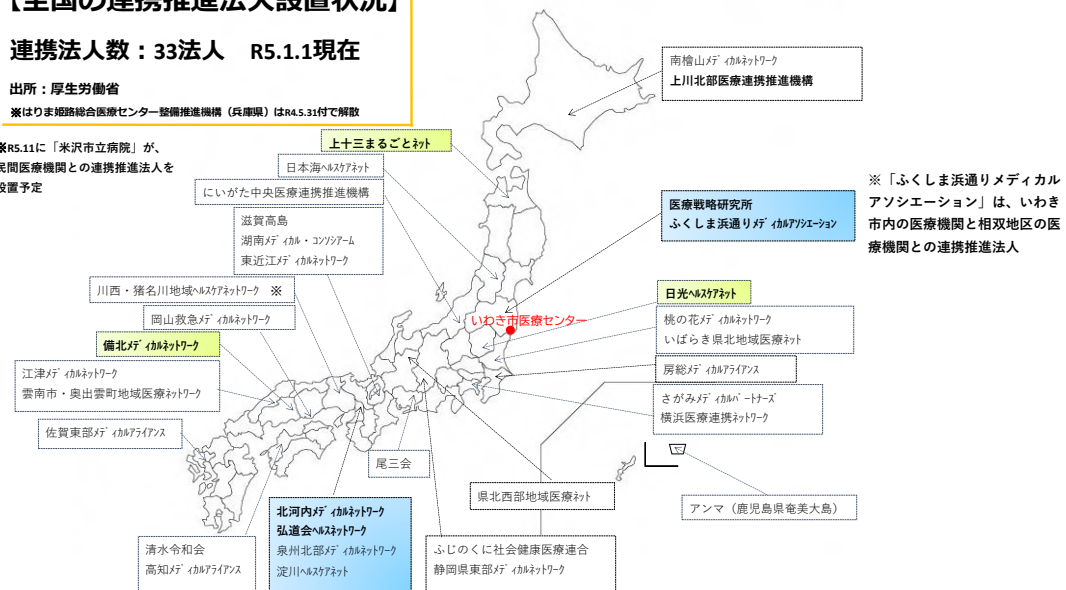 【全国の連携推進法人設置状況】
連携法人数：33法人　R5.1.1現在
出所：厚生労働省
※はりま姫路総合医療センター整備推進機構（兵庫県）はR4.5.31付で解散
※R5.11に「米沢市立病院」が、
民間医療機関との連携推進法人を
設置予定
南檜山ﾒﾃﾞｨｶﾙﾈｯﾄﾜｰｸ
上川北部医療連携推進機構
上十三まるごとﾈｯﾄ
日本海ﾍﾙｽｹｱﾈｯﾄ
にいがた中央医療連携推進機構
滋賀高島
湖南ﾒﾃﾞｨｶﾙ・ｺﾝｿｼｱｰﾑ
東近江ﾒﾃﾞｨｶﾙﾈｯﾄﾜｰｸ
医療戦略研究所
ふくしま浜通りﾒﾃﾞｨｶﾙｱｿｼｴｰｼｮﾝ
※「ふくしま浜通りメディカル
アソシエーション」は、いわき
市内の医療機関と相双地区の医
療機関との連携推進法人
川西・猪名川地域ﾍﾙｽｹｱﾈｯﾄﾜｰｸ　※
岡山救急ﾒﾃﾞｨｶﾙﾈｯﾄﾜｰｸ
備北ﾒﾃﾞｨｶﾙﾈｯﾄﾜｰｸ
いわき市医療センター
日光ﾍﾙｽｹｱﾈｯﾄ
桃の花ﾒﾃﾞｨｶﾙﾈｯﾄﾜｰｸ
いばらき県北地域医療ﾈｯﾄ
房総ﾒﾃﾞｨｶﾙｱﾗｲｱﾝｽ
江津ﾒﾃﾞｨｶﾙﾈｯﾄﾜｰｸ
雲南市・奥出雲町地域医療ﾈｯﾄﾜｰｸ
さがみﾒﾃﾞｨｶﾙﾊﾟｰﾄﾅｰｽﾞ
横浜医療連携ﾈｯﾄﾜｰｸ
佐賀東部ﾒﾃﾞｨｶﾙｱﾗｲｱﾝｽ
尾三会
県北西部地域医療ﾈｯﾄ
アンマ（鹿児島県奄美大島）
北河内ﾒﾃﾞｨｶﾙﾈｯﾄﾜｰｸ
弘道会ﾍﾙｽﾈｯﾄﾜｰｸ
泉州北部ﾒﾃﾞｨｶﾙﾈｯﾄﾜｰｸ
淀川ﾍﾙｽｹｱﾈｯﾄ
清水令和会
高知ﾒﾃﾞｨｶﾙｱﾗｲｱﾝｽ
ふじのくに社会健康医療連合
静岡県東部ﾒﾃﾞｨｶﾙﾈｯﾄﾜｰｸ